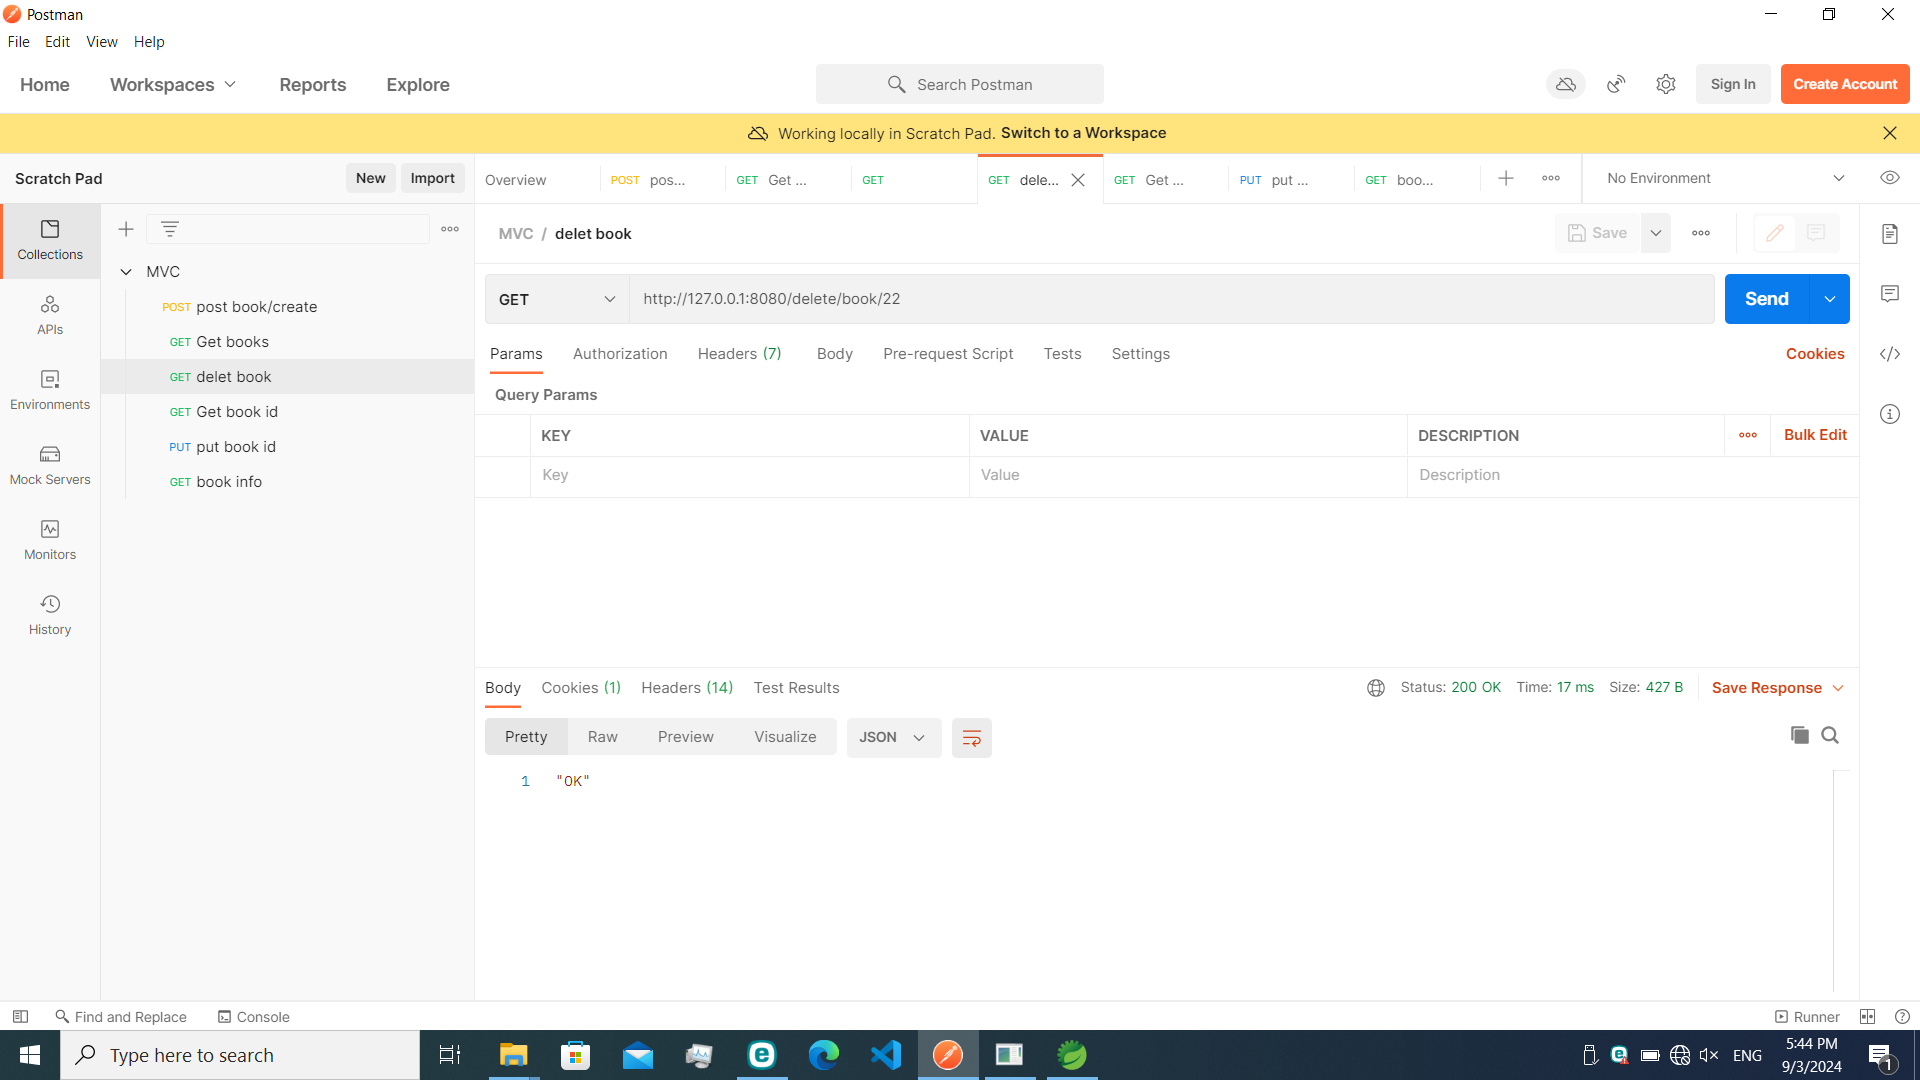 Postman
File Edit View Help
Home Workspaces Reports Explore
Search Postman
Sign In
Create Account
Working locally in Scratch Pad. Switch to a Workspace
Scratch Pad
New
Import
Overview
POST pos...
GET Get ...
GET
GET dele...
GET Get ...
PUT put ...
GET boo...
No Environment
Collections
APIs
Environments
Mock Servers
Monitors
History
MVC
POST post book/create
GET Get books
GET delet book
GET Get book id
PUT put book id
GET book info
MVC / delet book
Save
GET
http://127.0.0.1:8080/delete/book/22
Send
Params Authorization Headers (7) Body Pre-request Script Tests Settings
Cookies
Query Params
KEY VALUE DESCRIPTION
Bulk Edit
Key Value Description
Body Cookies (1) Headers (14) Test Results
Status: 200 OK Time: 17 ms Size: 427 B
Save Response
Pretty Raw Preview Visualize
JSON
1 "OK"
Find and Replace
Console
Runner
Type here to search
ENG
5:44 PM
9/3/2024
1